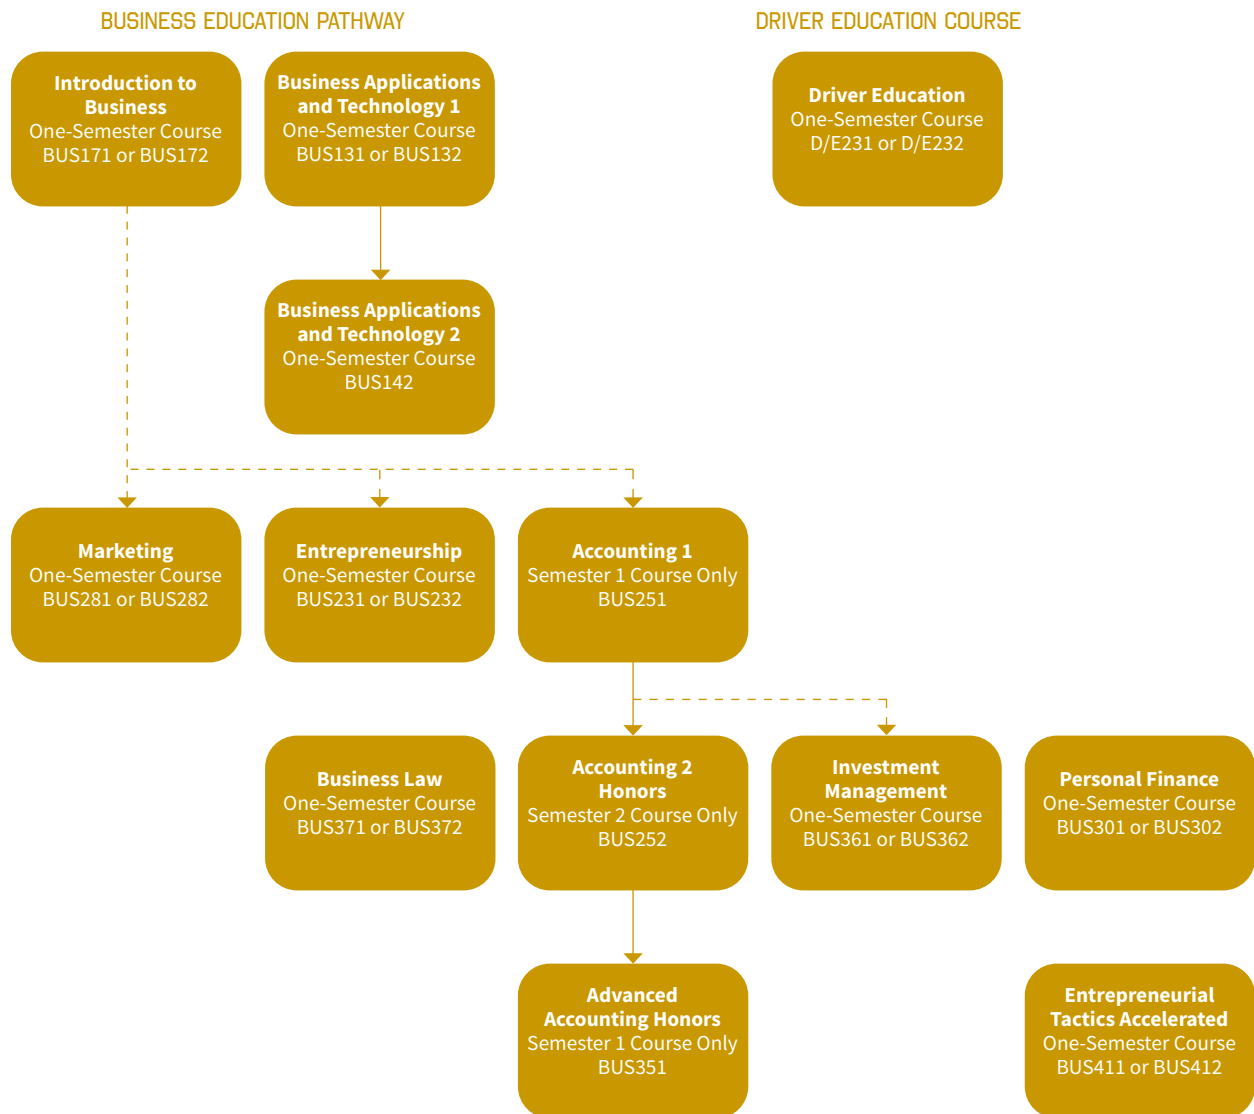 BUSINESS EDUCATION PATHWAY
DRIVER EDUCATION COURSE
Introduction to
Business
One-Semester Course
BUS171 or BUS172
Business Applications
and Technology 1
One-Semester Course
BUS131 or BUS132
Driver Education
One-Semester Course
D/E231 or D/E232
Business Applications
and Technology 2
One-Semester Course
BUS142
Marketing
One-Semester Course
BUS281 or BUS282
Entrepreneurship
One-Semester Course
BUS231 or BUS232
Accounting 1
Semester 1 Course Only
BUS251
Business Law
One-Semester Course
BUS371 or BUS372
Accounting 2
Honors
Semester 2 Course Only
BUS252
Investment
Management
One-Semester Course
BUS361 or BUS362
Personal Finance
One-Semester Course
BUS301 or BUS302
Advanced
Accounting Honors
Semester 1 Course Only
BUS351
Entrepreneurial
Tactics Accelerated
One-Semester Course
BUS411 or BUS412